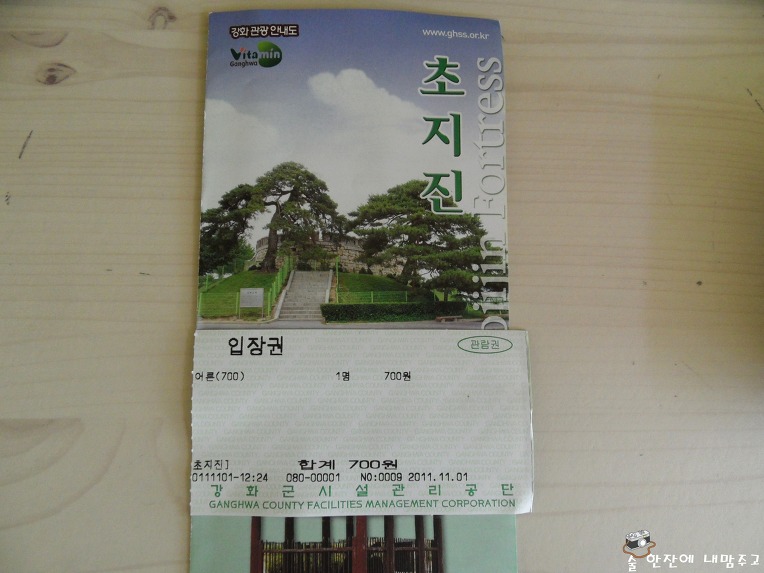 강화 관광 안내도
www.ghss.or.kr
Vitamin
Ganghwa
초지진
jijin Fortress
입장권
관람권
어른(700) 1명 700원
초지진] 합계 700원
0111101-12:24 080-00001 NO:0009 2011.11.01
강화군시설관리공단
GANGHWA COUNTY FACILITIES MANAGEMENT CORPORATION
술 한잔에 내맘주고